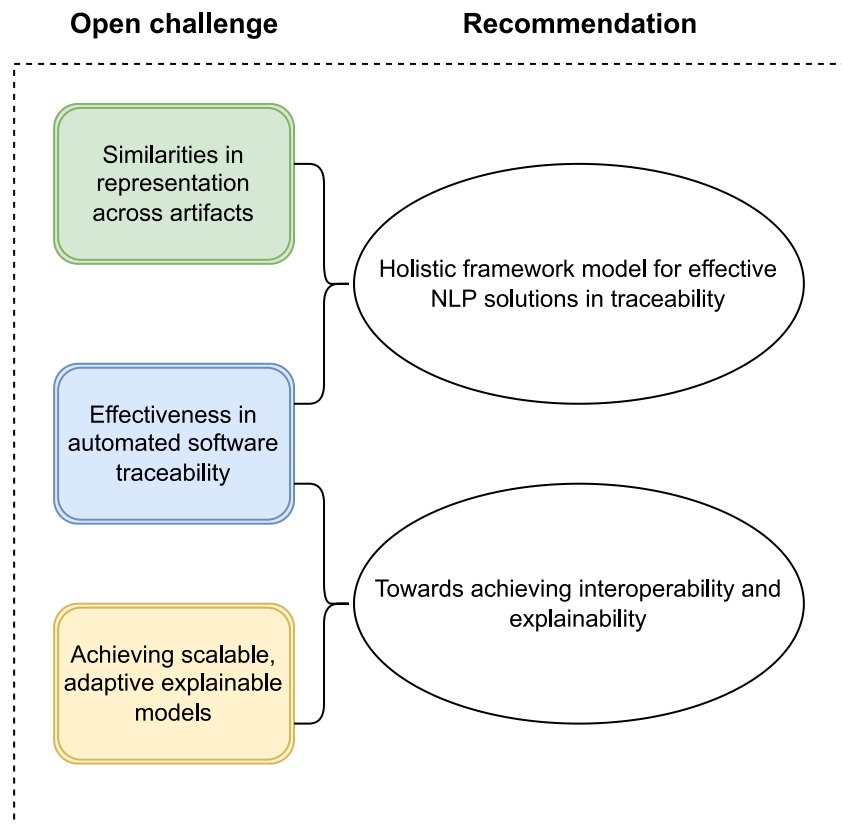 Open challenge
Recommendation
Similarities in
representation
across artifacts
Holistic framework model for effective
NLP solutions in traceability
Effectiveness in
automated software
traceability
Towards achieving interoperability and
explainability
Achieving scalable,
adaptive explainable
models